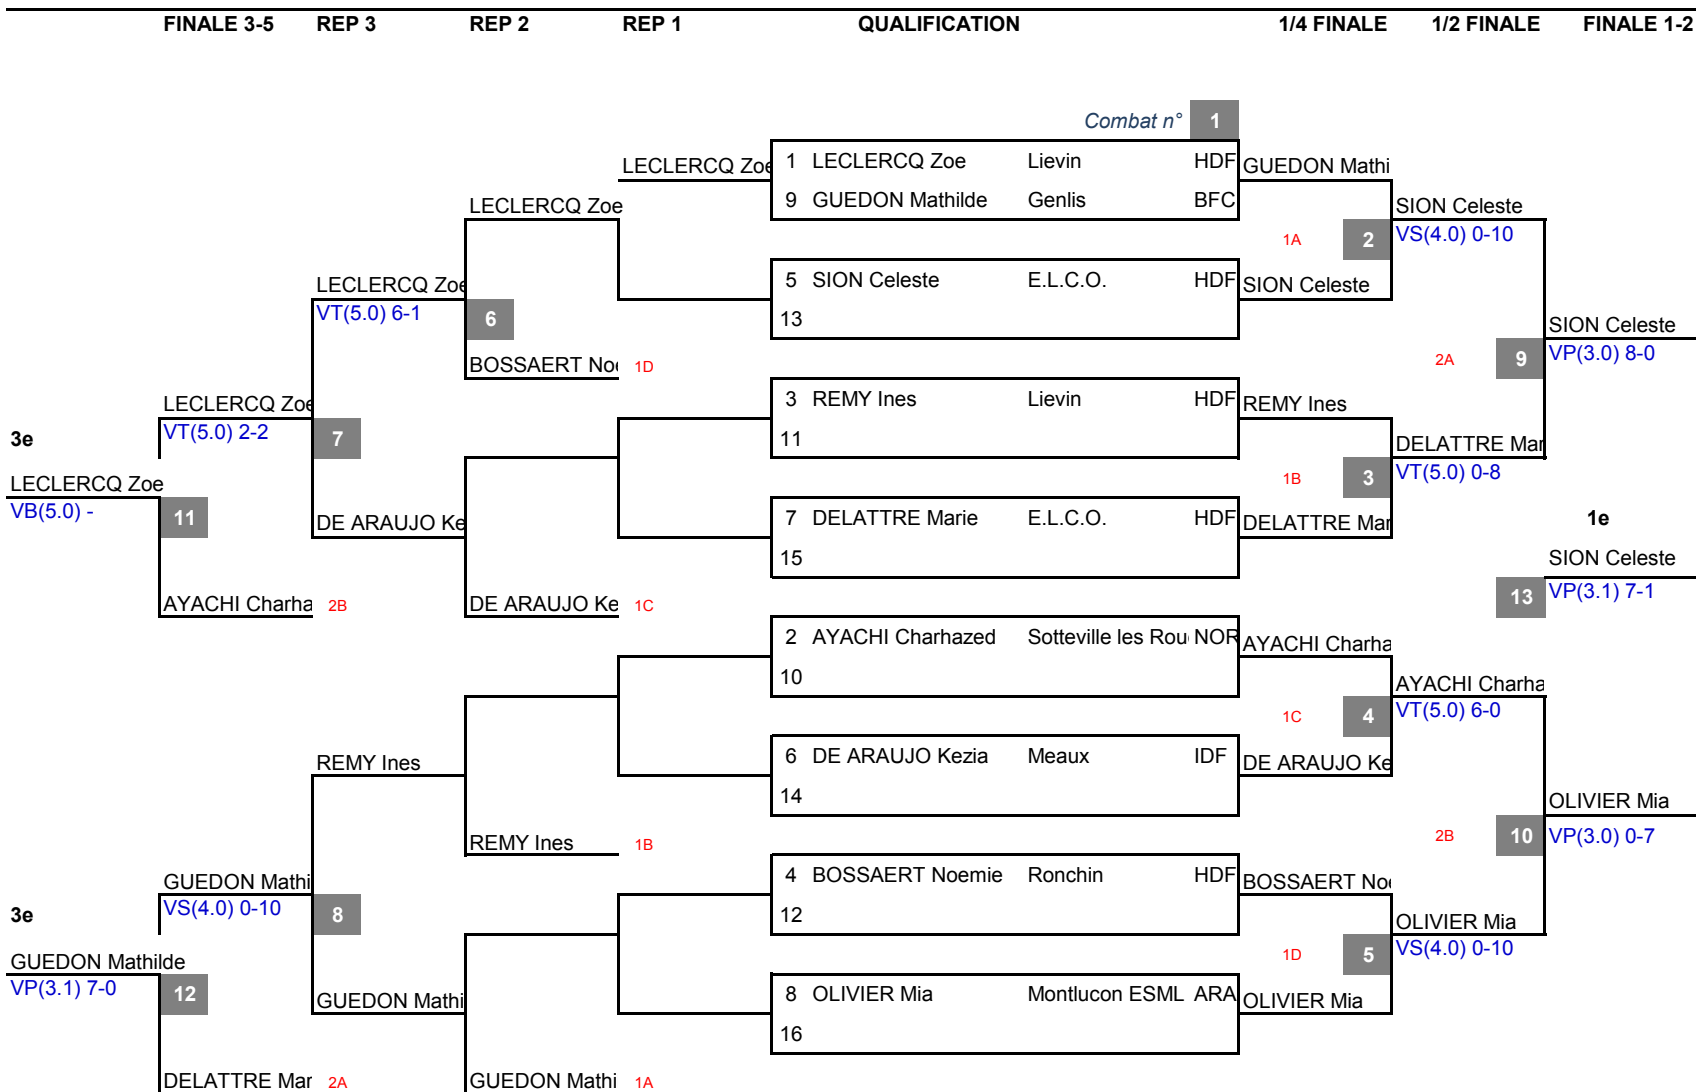 FINALE 3-5 REP 3 REP 2 REP 1 QUALIFICATION 1/4 FINALE 1/2 FINALE FINALE 1-2
Combat n° 1
LECLERCQ Zoe 1 LECLERCQ Zoe Lievin HDF GUEDON Mathi
9 GUEDON Mathilde Genlis BFC
LECLERCQ Zoe SION Celeste
1A 2 VS(4.0) 0-10
LECLERCQ Zoe 5 SION Celeste E.L.C.O. HDF SION Celeste
VT(5.0) 6-1 6 13
SION Celeste
BOSSAERT Noe 1D 2A 9 VP(3.0) 8-0
LECLERCQ Zoe 3 REMY Ines Lievin HDF REMY Ines
3e VT(5.0) 2-2 7 11
DELATTRE Mar
LECLERCQ Zoe 1B 3 VT(5.0) 0-8
VB(5.0) - 11 DE ARAUJO Ke 7 DELATTRE Marie E.L.C.O. HDF DELATTRE Mar 1e
15 SION Celeste
AYACHI Charha 2B DE ARAUJO Ke 1C 13 VP(3.1) 7-1
2 AYACHI Charhazed Sotteville les Rou NOR AYACHI Charha
10
AYACHI Charha
1C 4 VT(5.0) 6-0
REMY Ines 6 DE ARAUJO Kezia Meaux IDF DE ARAUJO Ke
14 OLIVIER Mia
REMY Ines 1B 2B 10 VP(3.0) 0-7
GUEDON Mathi 4 BOSSAERT Noemie Ronchin HDF BOSSAERT Noe
3e VS(4.0) 0-10 8 12
OLIVIER Mia
GUEDON Mathilde 1D 5 VS(4.0) 0-10
VP(3.1) 7-0 12 GUEDON Mathi 8 OLIVIER Mia Montlucon ESML ARA OLIVIER Mia
16
DELATTRE Mar 2A GUEDON Mathi 1A